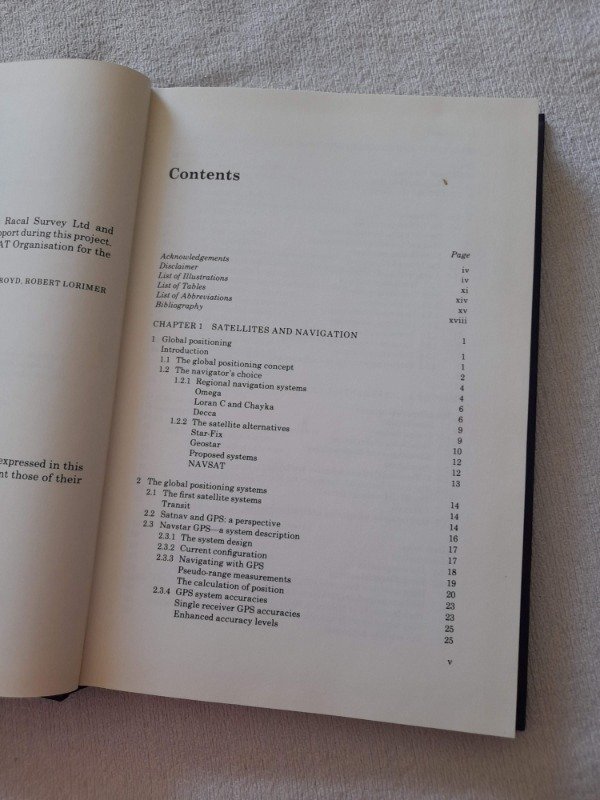 Racal Survey Ltd and
port during this project.
AT Organisation for the
ROYD, ROBERT LORIMER
expressed in this
nt those of their
Contents
Page
Acknowledgements iv
Disclaimer iv
List of Illustrations xi
List of Tables xiv
List of Abbreviations xv
Bibliography xviii
CHAPTER 1 SATELLITES AND NAVIGATION 1
1 Global positioning 1
Introduction 1
1.1 The global positioning concept 2
1.2 The navigator's choice 4
1.2.1 Regional navigation systems 4
Omega 6
Loran C and Chayka 6
Decca 9
1.2.2 The satellite alternatives 9
Star-Fix 10
Geostar 12
Proposed systems 12
NAVSAT 13
2 The global positioning systems 14
2.1 The first satellite systems 14
Transit 14
2.2 Satnav and GPS: a perspective 16
2.3 Navstar GPS—a system description 17
2.3.1 The system design 17
2.3.2 Current configuration 18
2.3.3 Navigating with GPS 19
Pseudo-range measurements 20
The calculation of position 23
2.3.4 GPS system accuracies 23
Single receiver GPS accuracies 25
Enhanced accuracy levels 25
v